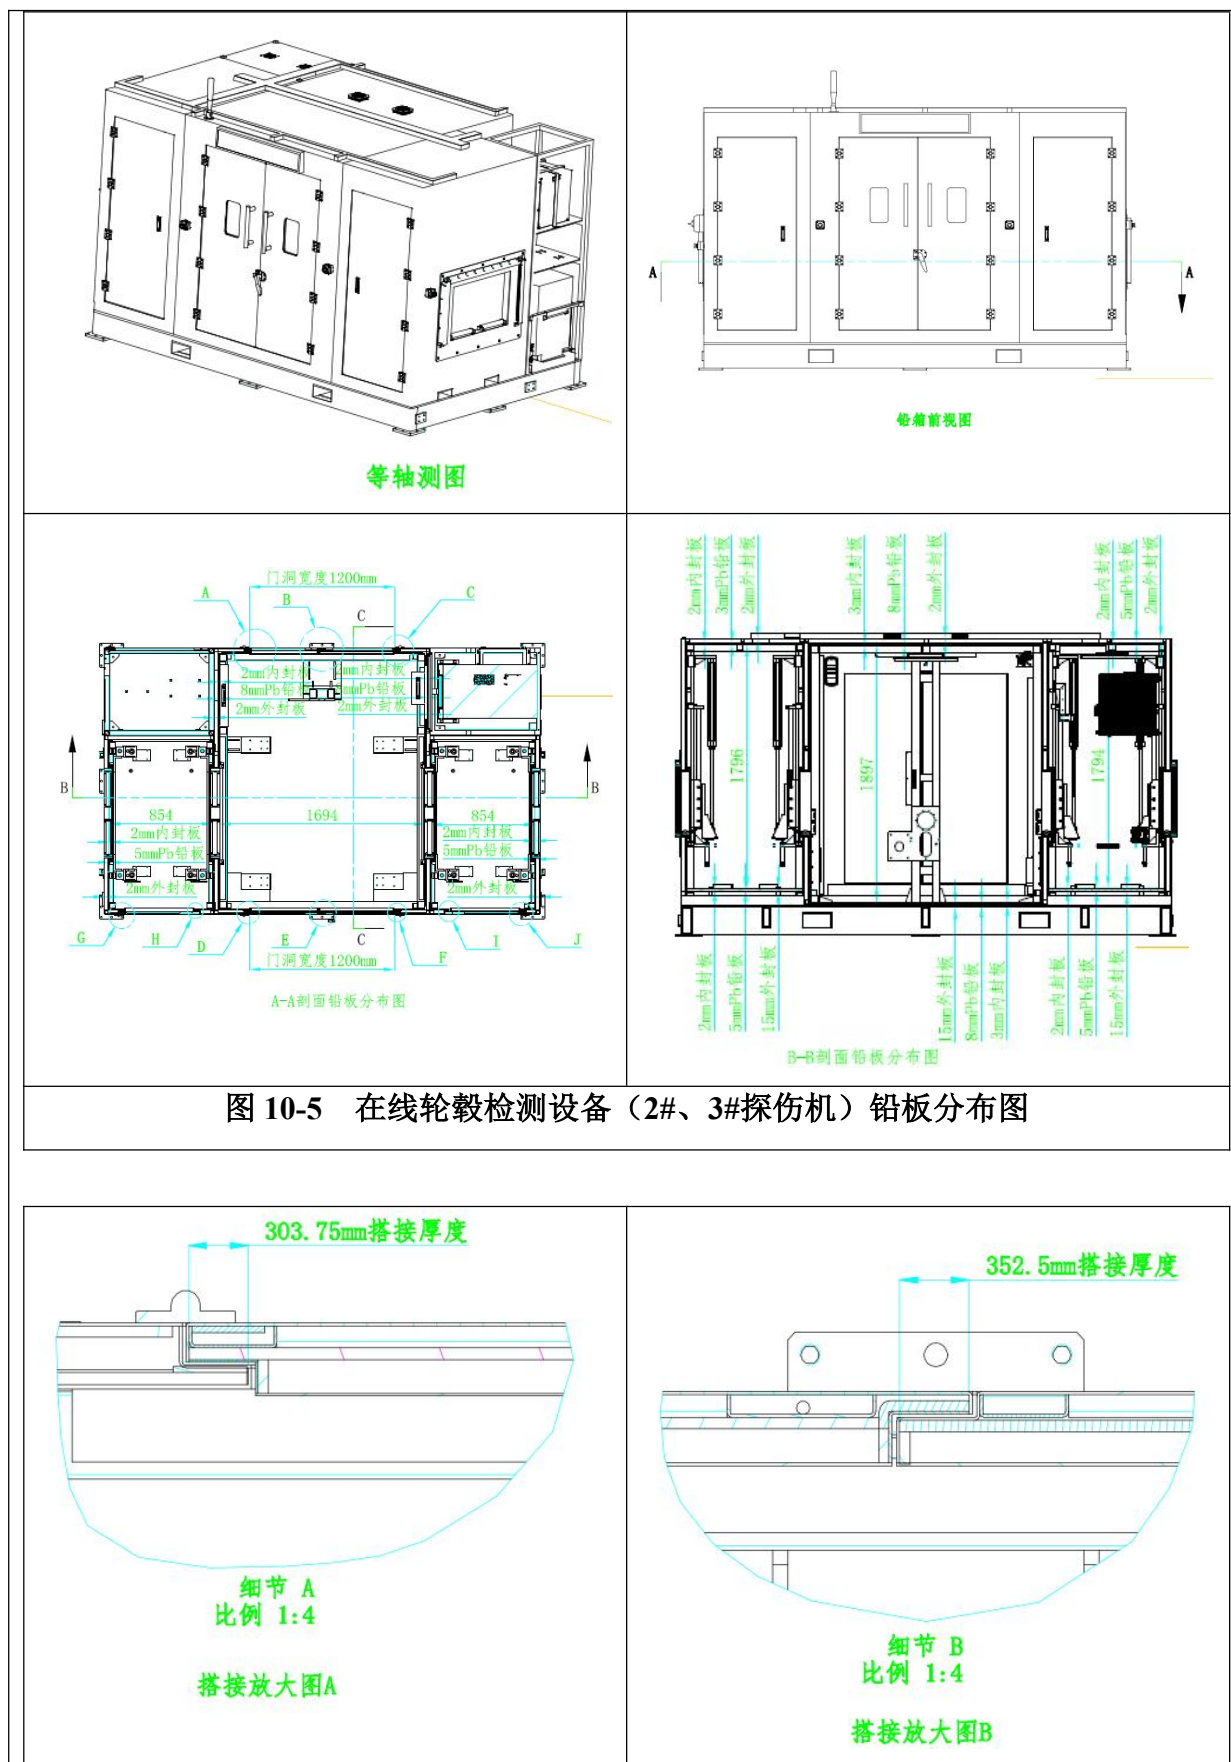 等轴测图
A
A
铅箱前视图
门洞宽度1200mm
A
B
C
C
2mm内封板
2mm内封板
8mmPb铅板
5mmPb铅板
2mm外封板
2mm外封板
B
B
854
1694
854
2mm内封板
2mm内封板
5mmPb铅板
5mmPb铅板
2mm外封板
2mm外封板
G
H
D
E
C
F
I
J
门洞宽度1200mm
A-A剖面铅板分布图
2mm内封板
3mmPb铅板
2mm外封板
3mm内封板
8mmPb铅板
2mm外封板
2mm内封板
5mmPb铅板
2mm外封板
1796
1897
1794
2mm内封板
5mmPb铅板
15mm外封板
15mm外封板
8mmPb铅板
3mm内封板
2mm内封板
5mmPb铅板
15mm外封板
B-B剖面铅板分布图
图 10-5 在线轮毂检测设备（2#、3#探伤机）铅板分布图
303.75mm搭接厚度
细节 A
比例 1:4
搭接放大图A
352.5mm搭接厚度
细节 B
比例 1:4
搭接放大图B